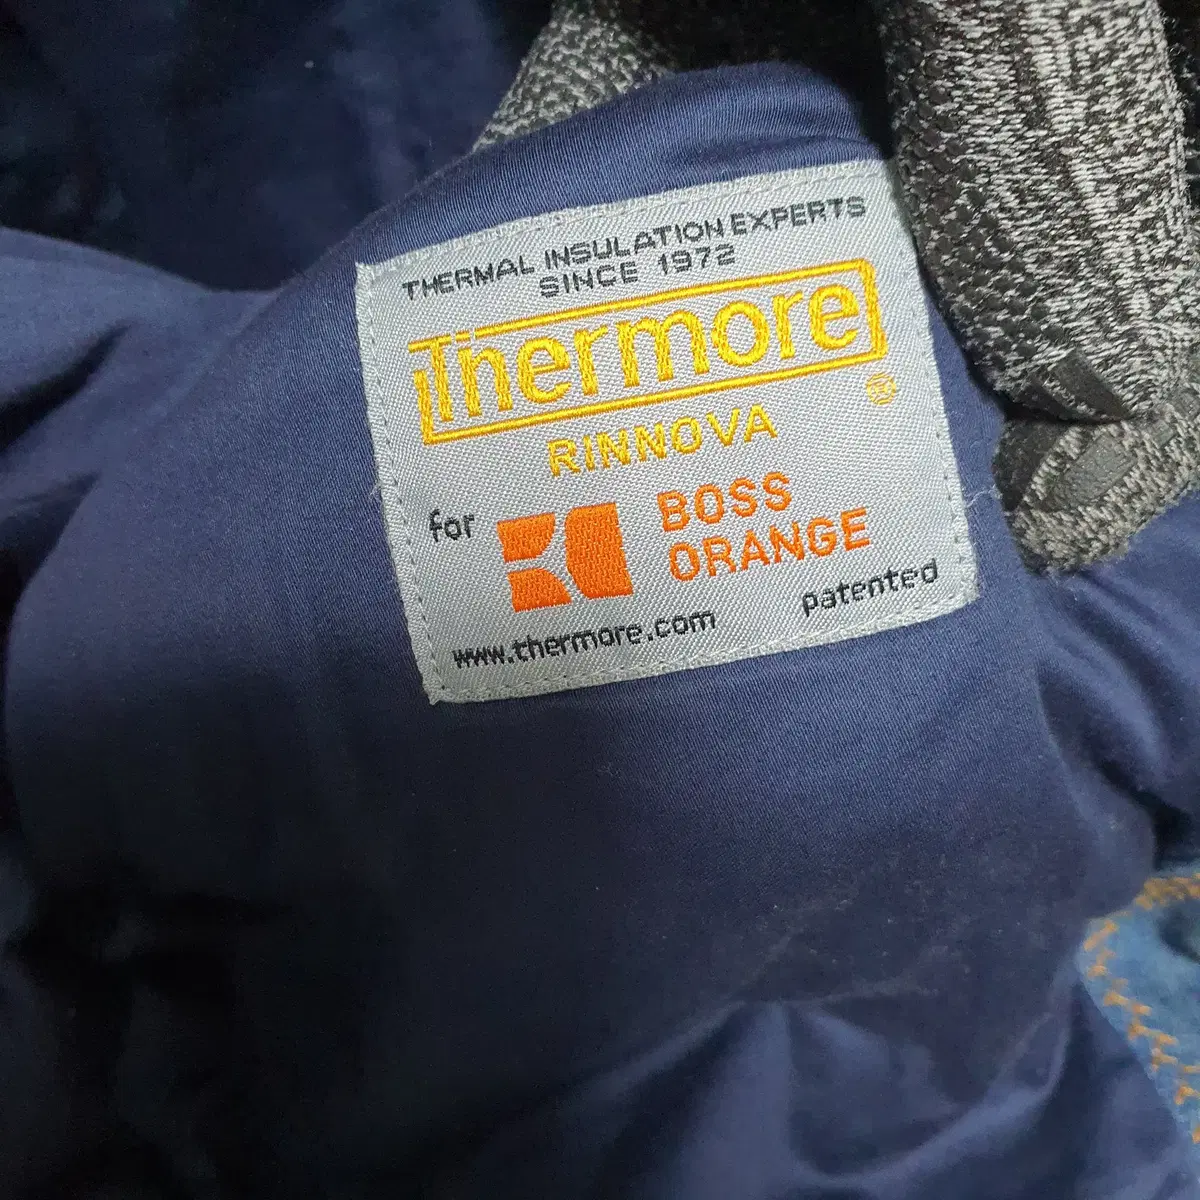 THERMAL INSULATION EXPERTS
SINCE 1972
Thermore
®
RINNOVA
for BOSS
ORANGE
www.thermore.com patented